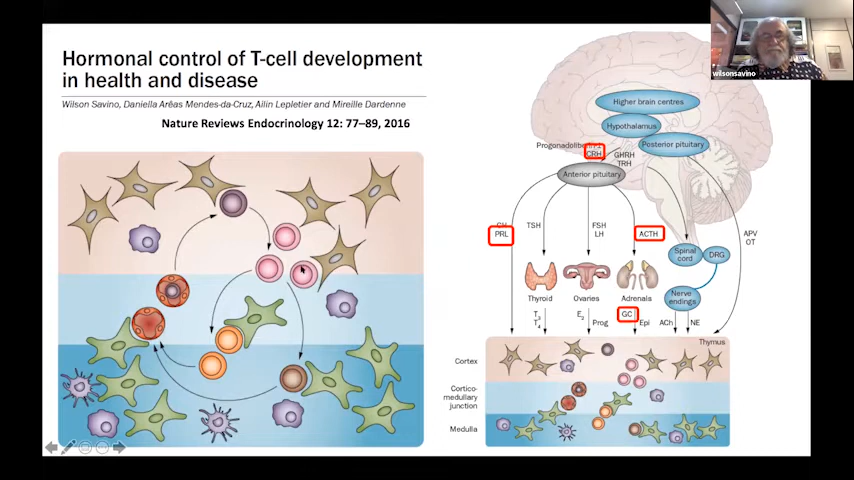 Hormonal control of T-cell development
in health and disease
Wilson Savino, Daniella Arêas Mendes-da-Cruz, Ailin Lepletier and Mireille Dardenne
Nature Reviews Endocrinology 12: 77–89, 2016
wilsonsavino
Higher brain centres
Hypothalamus
Posterior pituitary
CRH
GHRH
TRH
Anterior pituitary
PRL
TSH
FSH
LH
ACTH
APV
OT
Spinal
cord
DRG
Nerve
endings
Thyroid
Ovaries
Adrenals
T3
T4
E2
Prog
GC
Epi
ACh
NE
Thymus
Cortex
Cortico-
medullary
junction
Medulla